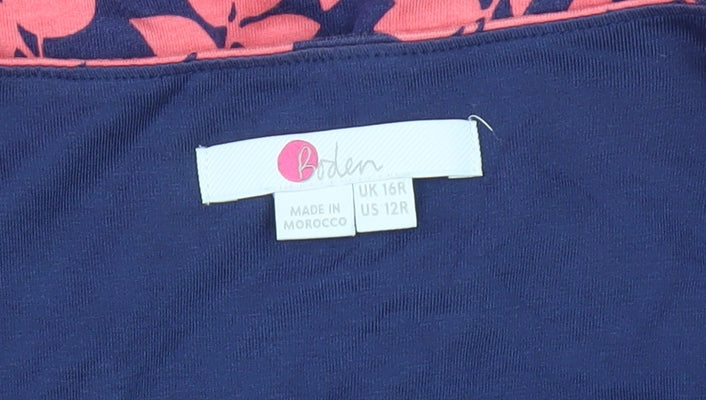 Boden
MADE IN
MOROCCO
UK 16R
US 12R